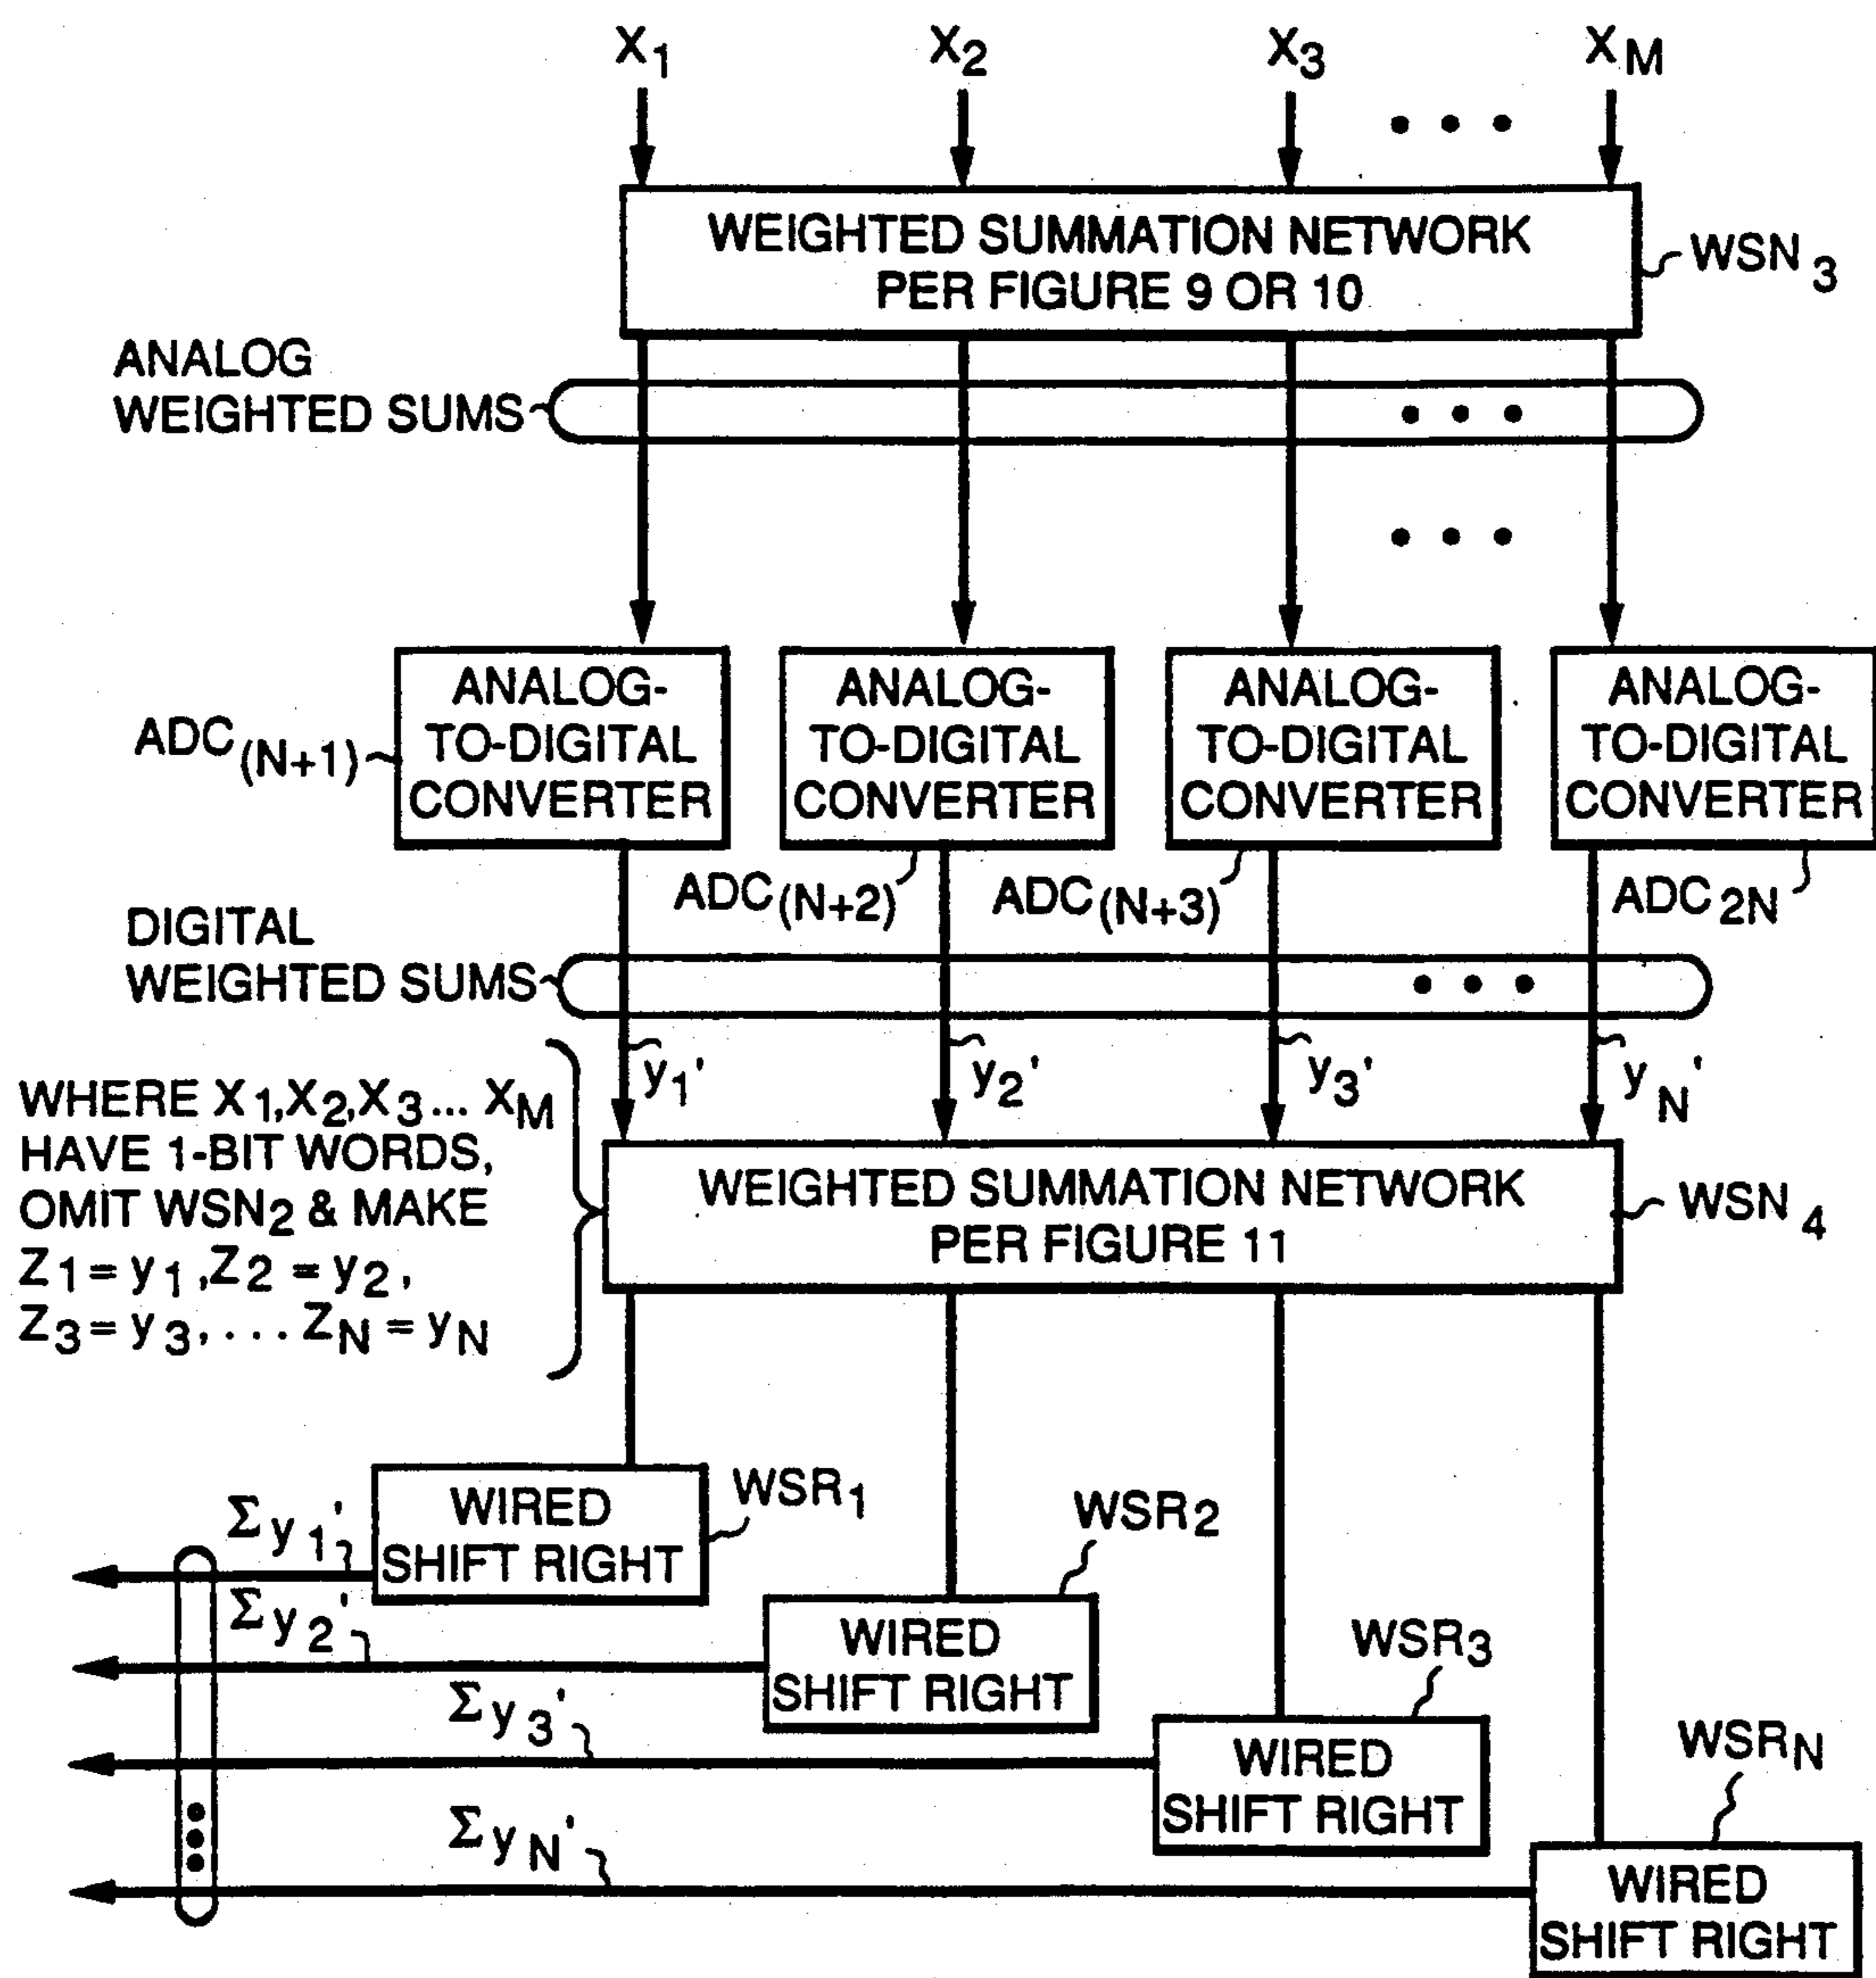 X1 X2 X3 • • • XM
WEIGHTED SUMMATION NETWORK
PER FIGURE 9 OR 10
WSN3
ANALOG
WEIGHTED SUMS
• • •
• • •
ANALOG-
TO-DIGITAL
CONVERTER
ADC(N+1)
ANALOG-
TO-DIGITAL
CONVERTER
ADC(N+2)
ANALOG-
TO-DIGITAL
CONVERTER
ADC(N+3)
ANALOG-
TO-DIGITAL
CONVERTER
ADC2N
DIGITAL
WEIGHTED SUMS
• • •
y1' y2' y3' yN'
WHERE X1,X2,X3... XM
HAVE 1-BIT WORDS,
OMIT WSN2 & MAKE
Z1=y1,Z2=y2,
Z3=y3,...ZN=yN
WEIGHTED SUMMATION NETWORK
PER FIGURE 11
WSN4
WIRED
SHIFT RIGHT
WSR1
Σy1'
WIRED
SHIFT RIGHT
WSR2
Σy2'
WIRED
SHIFT RIGHT
WSR3
Σy3'
WIRED
SHIFT RIGHT
WSRN
ΣyN'